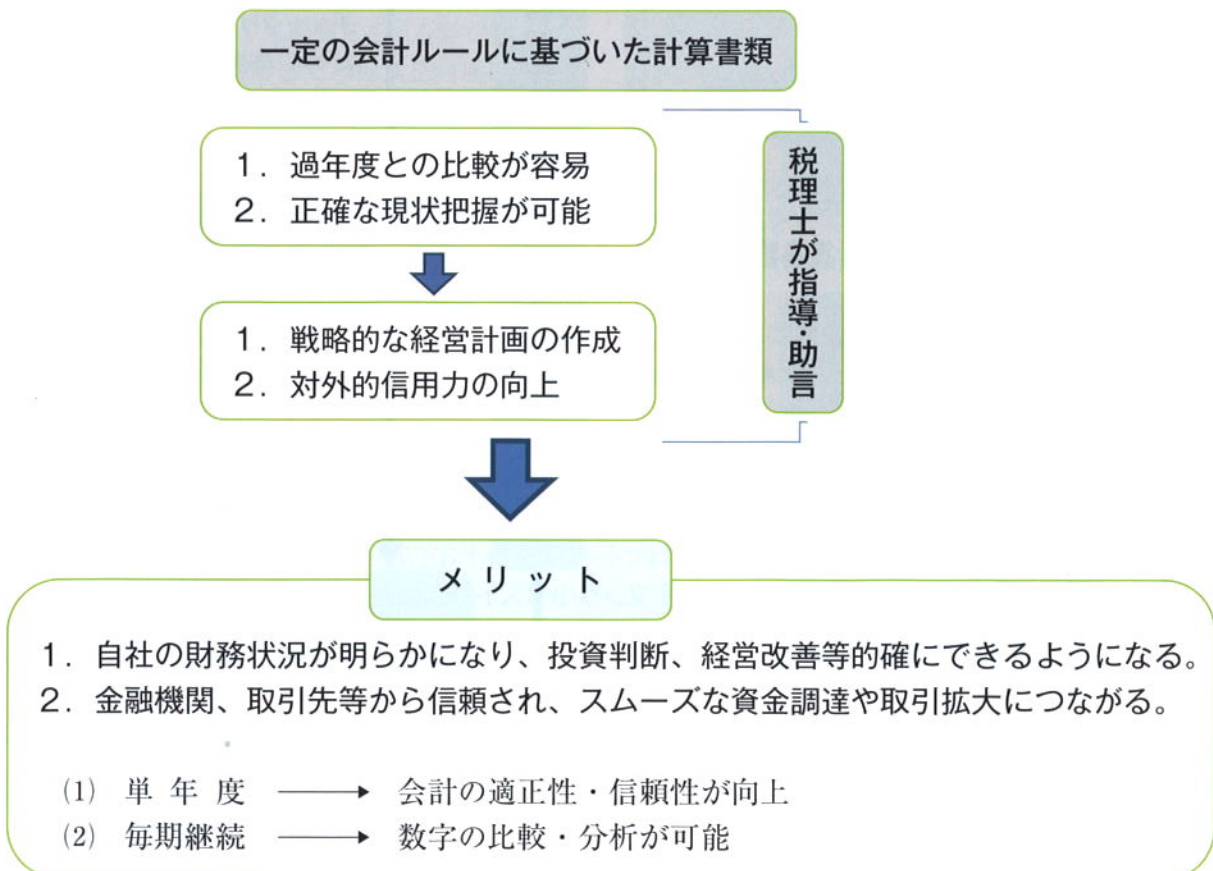 一定の会計ルールに基づいた計算書類
1．過年度との比較が容易
2．正確な現状把握が可能
1．戦略的な経営計画の作成
2．対外的信用力の向上
税理士が指導・助言
メリット
1．自社の財務状況が明らかになり、投資判断、経営改善等的確にできるようになる。
2．金融機関、取引先等から信頼され、スムーズな資金調達や取引拡大につながる。
(1) 単年度 ⟶ 会計の適正性・信頼性が向上
(2) 毎期継続 ⟶ 数字の比較・分析が可能